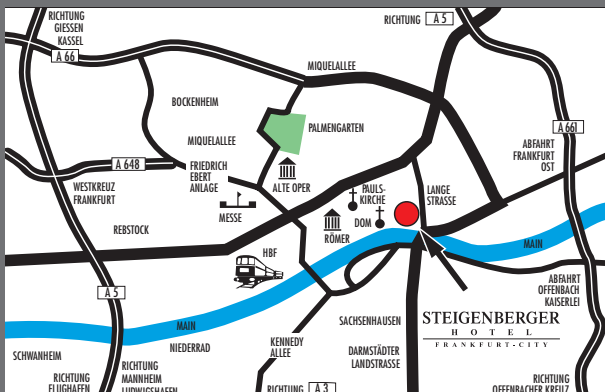 RICHTUNG
GIESSEN
KASSEL
A 66
RICHTUNG
A 5
MIQUELALLEE
BOCKENHEIM
MIQUELALLEE
PALMENGARTEN
A 661
ABFAHRT
FRANKFURT
OST
A 648
FRIEDRICH
EBERT
ANLAGE
ALTE OPER
PAULS-
KIRCHE
LANGE
STRASSE
WESTKREUZ
FRANKFURT
MESSE
DOM
RÖMER
REBSTOCK
HBF
MAIN
ABFAHRT
OFFENBACH
KAISERLEI
A 5
MAIN
NIEDERRAD
SACHSENHAUSEN
STEIGENBERGER
HOTEL
FRANKFURT-CITY
SCHWANHEIM
KENNEDY
ALLEE
DARMSTÄDTER
LANDSTRASSE
RICHTUNG
FLUGHAFEN
RICHTUNG
MANNHEIM
LUDWIGSHAFEN
RICHTUNG
A 3
RICHTUNG
OFFENBACHER KREUZ